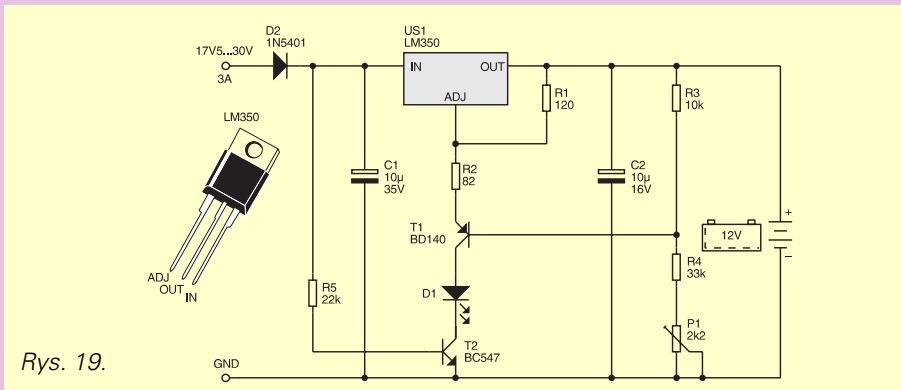 D2
1N5401
17V5...30V
3A
US1
LM350
IN
OUT
ADJ
R1
120
R3
10k
LM350
C1
10µ
35V
R2
82
C2
10µ
16V
T1
BD140
12V
+
−
R4
33k
ADJ
OUT
IN
R5
22k
D1
P1
2k2
T2
BC547
GND
Rys. 19.